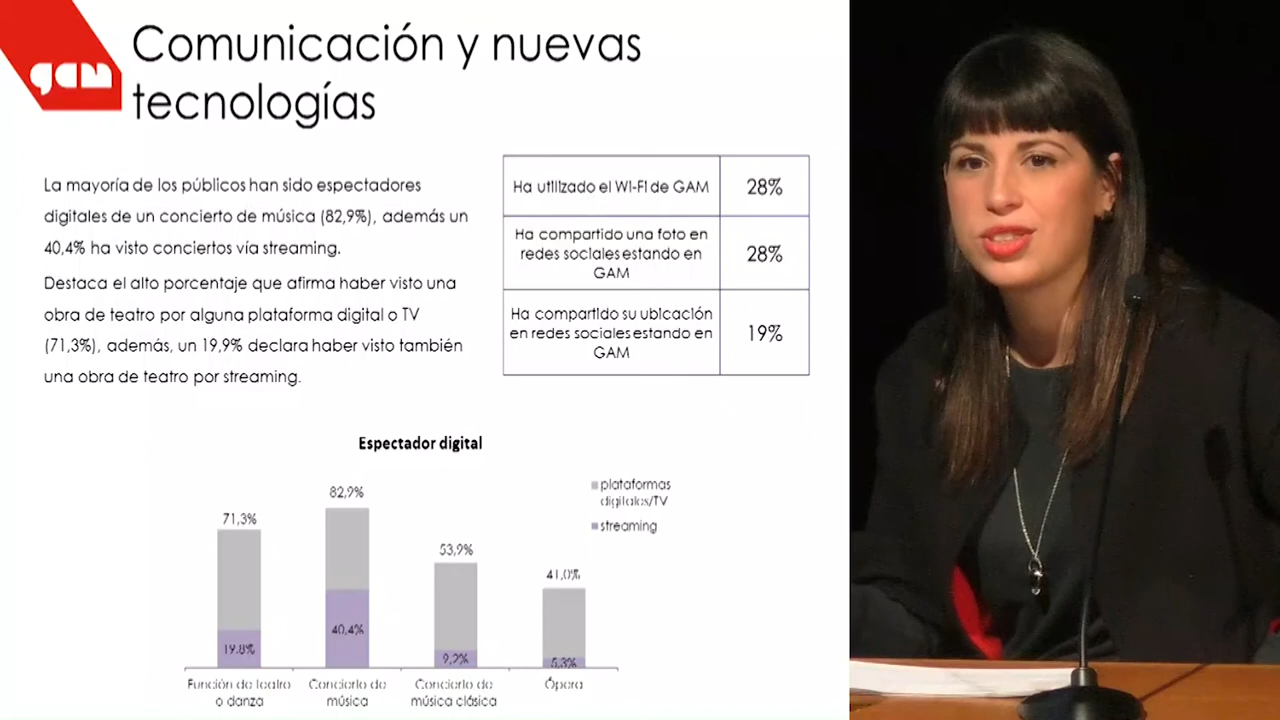 gam
Comunicación y nuevas
tecnologías
La mayoría de los públicos han sido espectadores
digitales de un concierto de música (82,9%), además un
40,4% ha visto conciertos vía streaming.
Destaca el alto porcentaje que afirma haber visto una
obra de teatro por alguna plataforma digital o TV
(71,3%), además, un 19,9% declara haber visto también
una obra de teatro por streaming.
Ha utilizado el Wi-Fi de GAM
28%
Ha compartido una foto en
redes sociales estando en
GAM
28%
Ha compartido su ubicación
en redes sociales estando en
GAM
19%
Espectador digital
plataformas
digitales/TV
streaming
71,3%
19,8%
82,9%
40,4%
53,9%
9,2%
41,0%
5,3%
Función de teatro
o danza
Concierto de
música
Concierto de
música clásica
Ópera